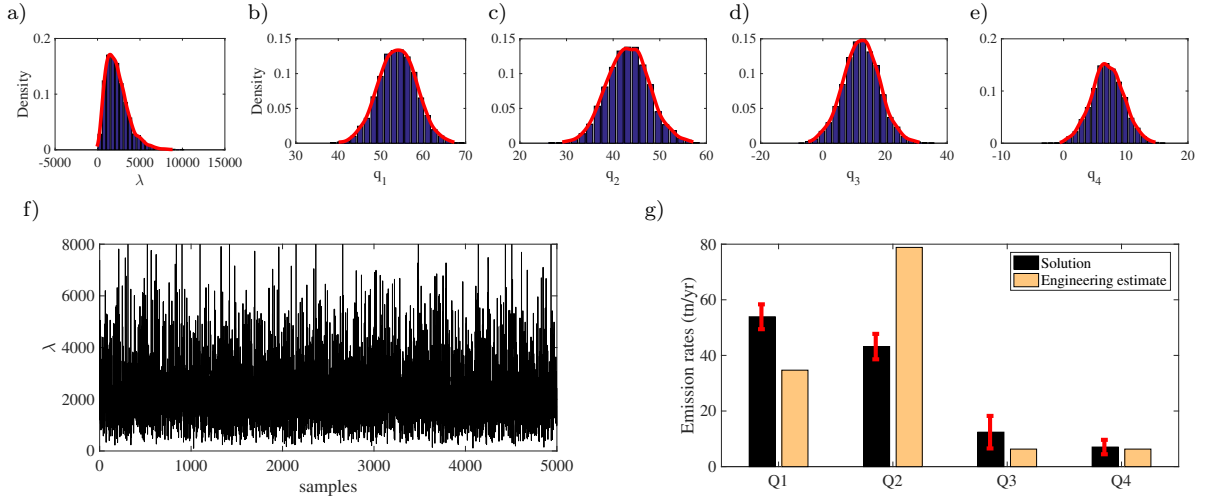 a)
b)
c)
d)
e)
0.2
0.1
0
Density
-5000
0
5000
10000
15000
λ
0.15
0.1
0.05
0
Density
30
40
50
60
70
q1
0.15
0.1
0.05
0
20
30
40
50
60
q2
0.15
0.1
0.05
0
-20
0
20
40
q3
0.2
0.1
0
-10
0
10
20
q4
f)
8000
6000
4000
2000
0
λ
0
1000
2000
3000
4000
5000
samples
g)
80
60
40
20
0
Emission rates (tn/yr)
Solution
Engineering estimate
Q1
Q2
Q3
Q4